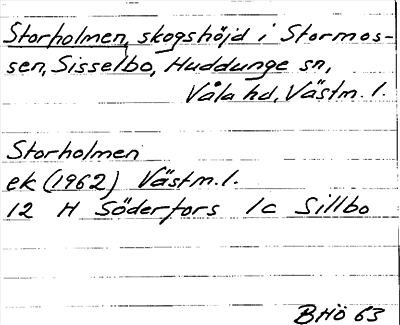 Storholmen, skogshöjd i Stormos-
sen, Sisselbo, Huddunge sn,
Våla hd, Västm. l.
Storholmen
ek (1962) Västm. l.
12 H Söderfors 1c Sillbo
BHÖ 63